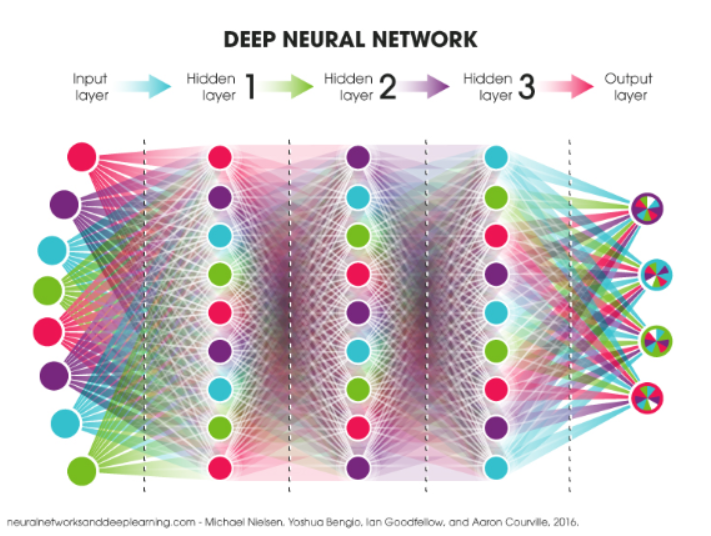 DEEP NEURAL NETWORK
Input layer
Hidden layer 1
Hidden layer 2
Hidden layer 3
Output layer
neuralnetworksanddeeplearning.com - Michael Nielsen, Yoshua Bengio, Ian Goodfellow, and Aaron Courville, 2016.